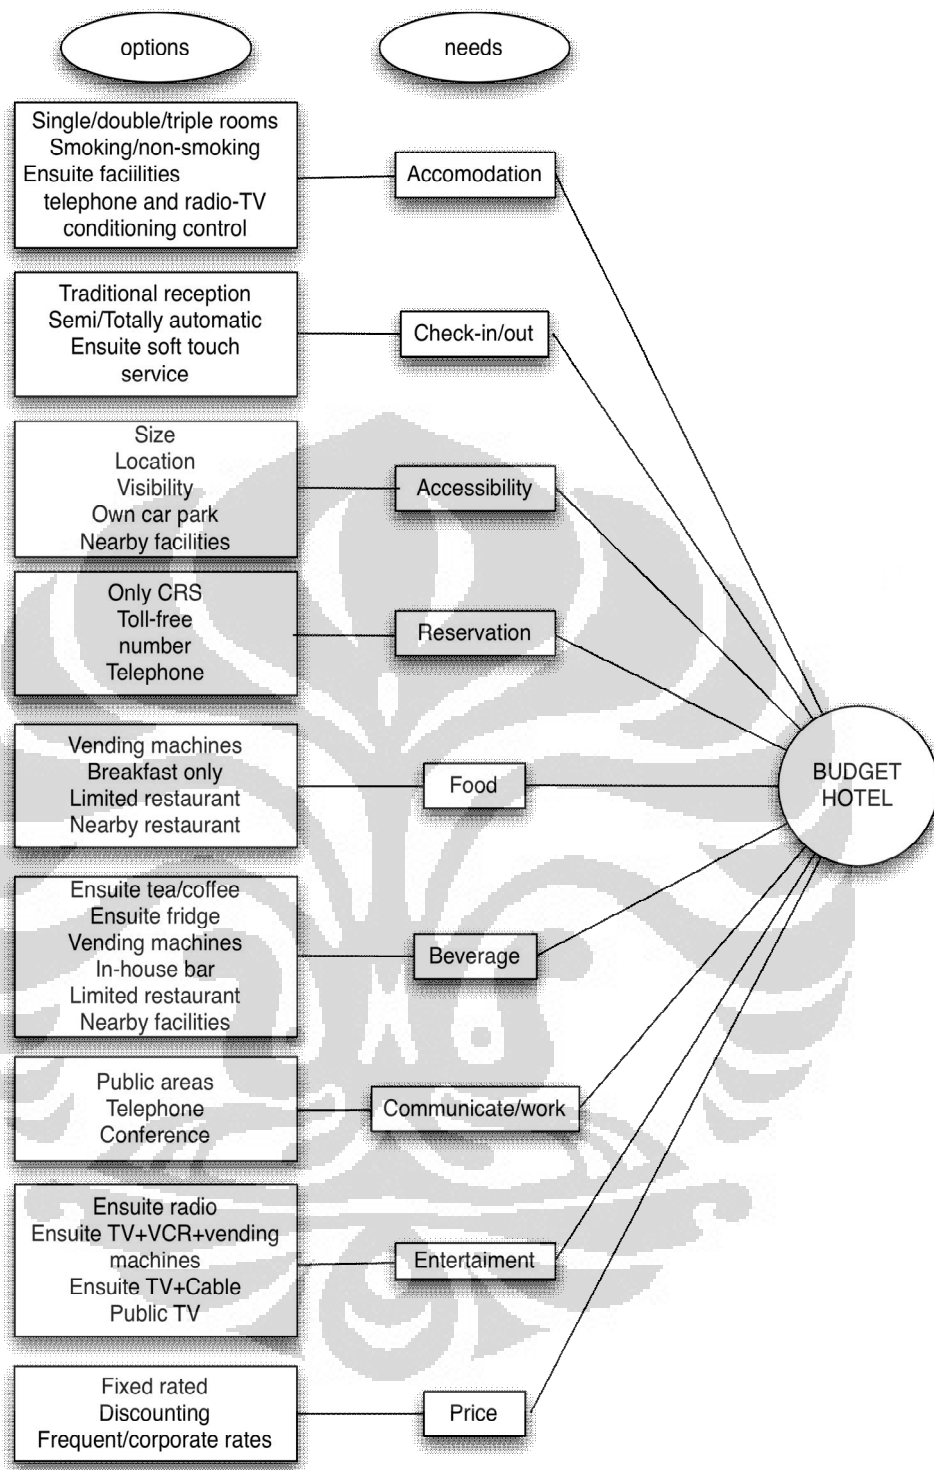 options
needs
Single/double/triple rooms
Smoking/non-smoking
Ensuite faciilities
telephone and radio-TV
conditioning control
Accomodation
Traditional reception
Semi/Totally automatic
Ensuite soft touch
service
Check-in/out
Size
Location
Visibility
Own car park
Nearby facilities
Accessibility
Only CRS
Toll-free
number
Telephone
Reservation
Vending machines
Breakfast only
Limited restaurant
Nearby restaurant
Food
BUDGET
HOTEL
Ensuite tea/coffee
Ensuite fridge
Vending machines
In-house bar
Limited restaurant
Nearby facilities
Beverage
Public areas
Telephone
Conference
Communicate/work
Ensuite radio
Ensuite TV+VCR+vending
machines
Ensuite TV+Cable
Public TV
Entertaiment
Fixed rated
Discounting
Frequent/corporate rates
Price